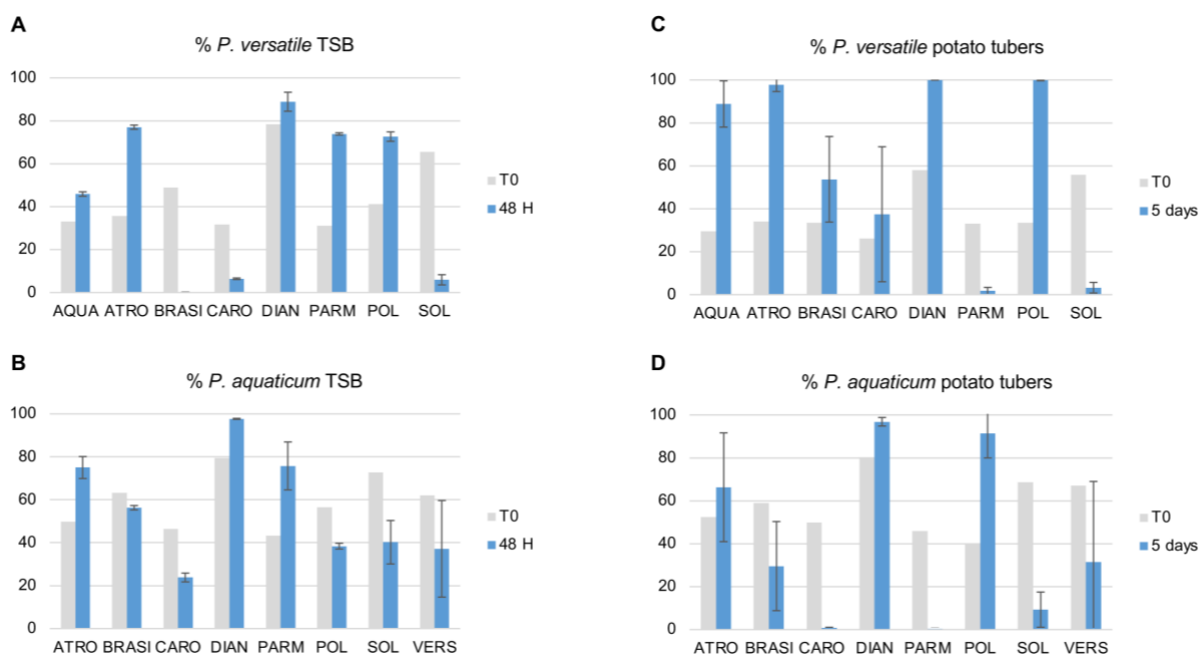 A
% P. versatile TSB
100
80
60
40
20
0
AQUA ATRO BRASI CARO DIAN PARM POL SOL
T0
48 H
B
% P. aquaticum TSB
100
80
60
40
20
0
ATRO BRASI CARO DIAN PARM POL SOL VERS
T0
48 H
C
% P. versatile potato tubers
100
80
60
40
20
0
AQUA ATRO BRASI CARO DIAN PARM POL SOL
T0
5 days
D
% P. aquaticum potato tubers
100
80
60
40
20
0
ATRO BRASI CARO DIAN PARM POL SOL VERS
T0
5 days